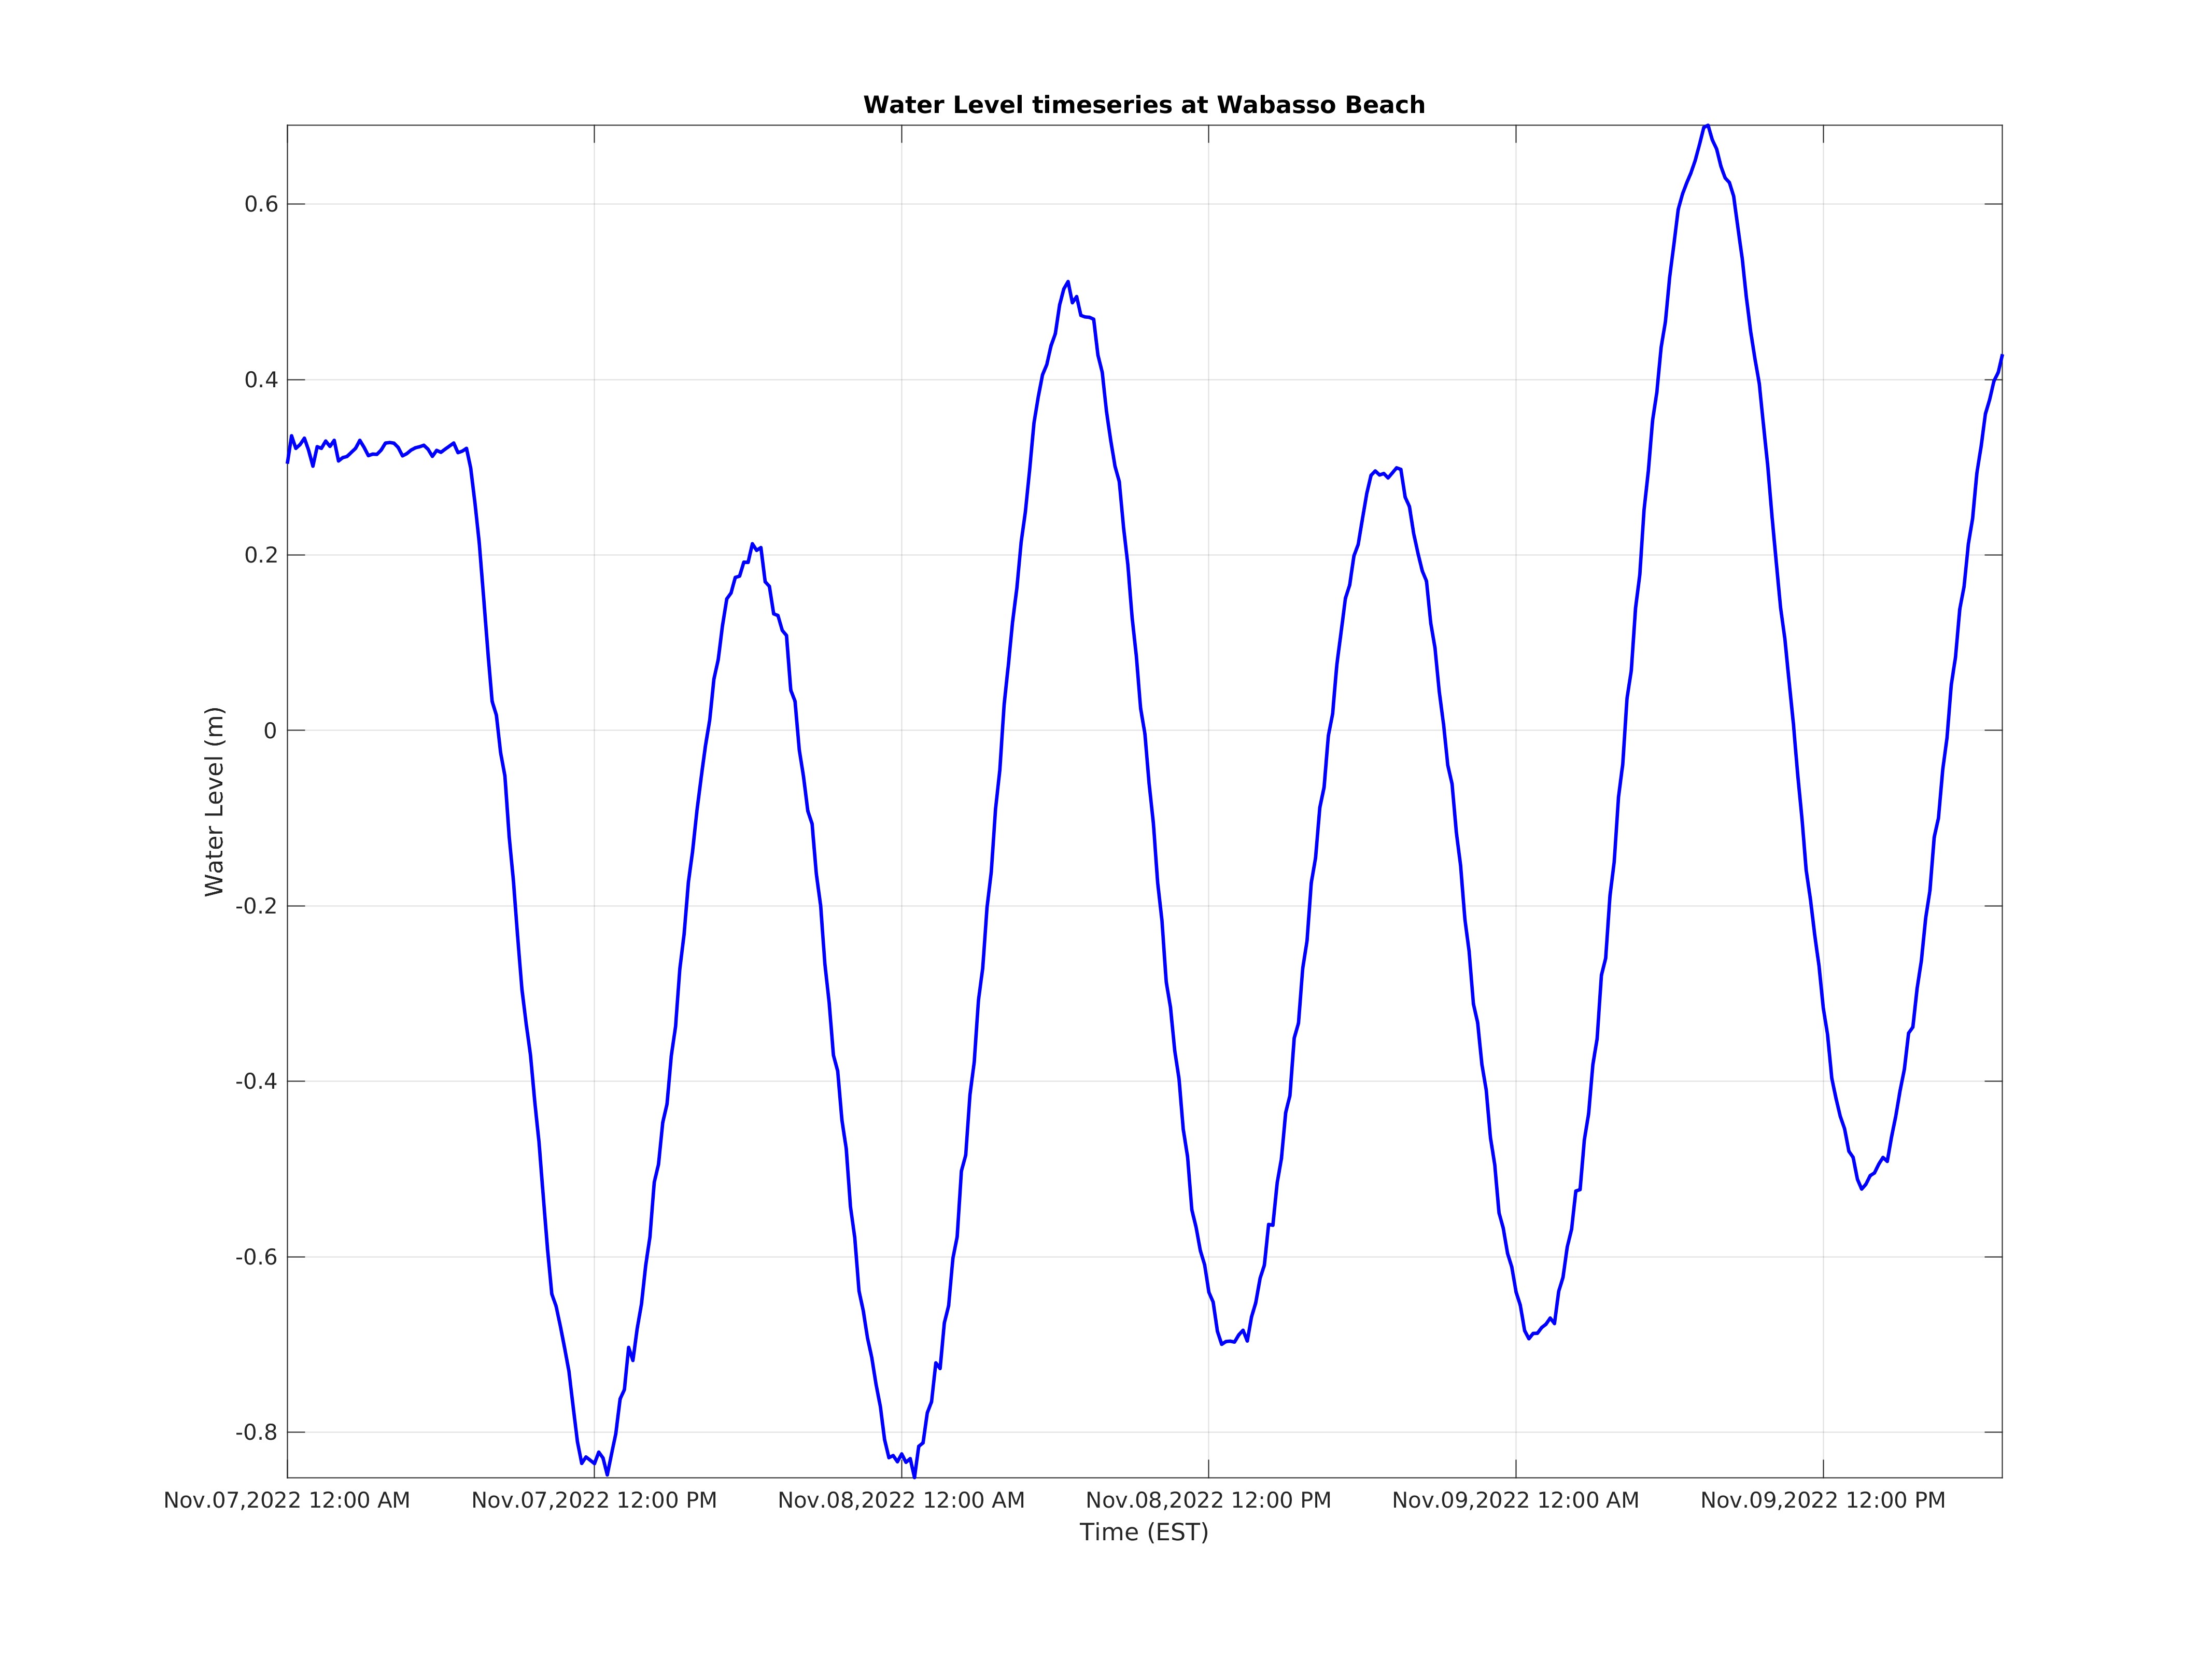 Water Level timeseries at Wabasso Beach
0.6
0.4
0.2
0
-0.2
-0.4
-0.6
-0.8
Water Level (m)
Nov.07,2022 12:00 AM Nov.07,2022 12:00 PM Nov.08,2022 12:00 AM Nov.08,2022 12:00 PM Nov.09,2022 12:00 AM Nov.09,2022 12:00 PM
Time (EST)